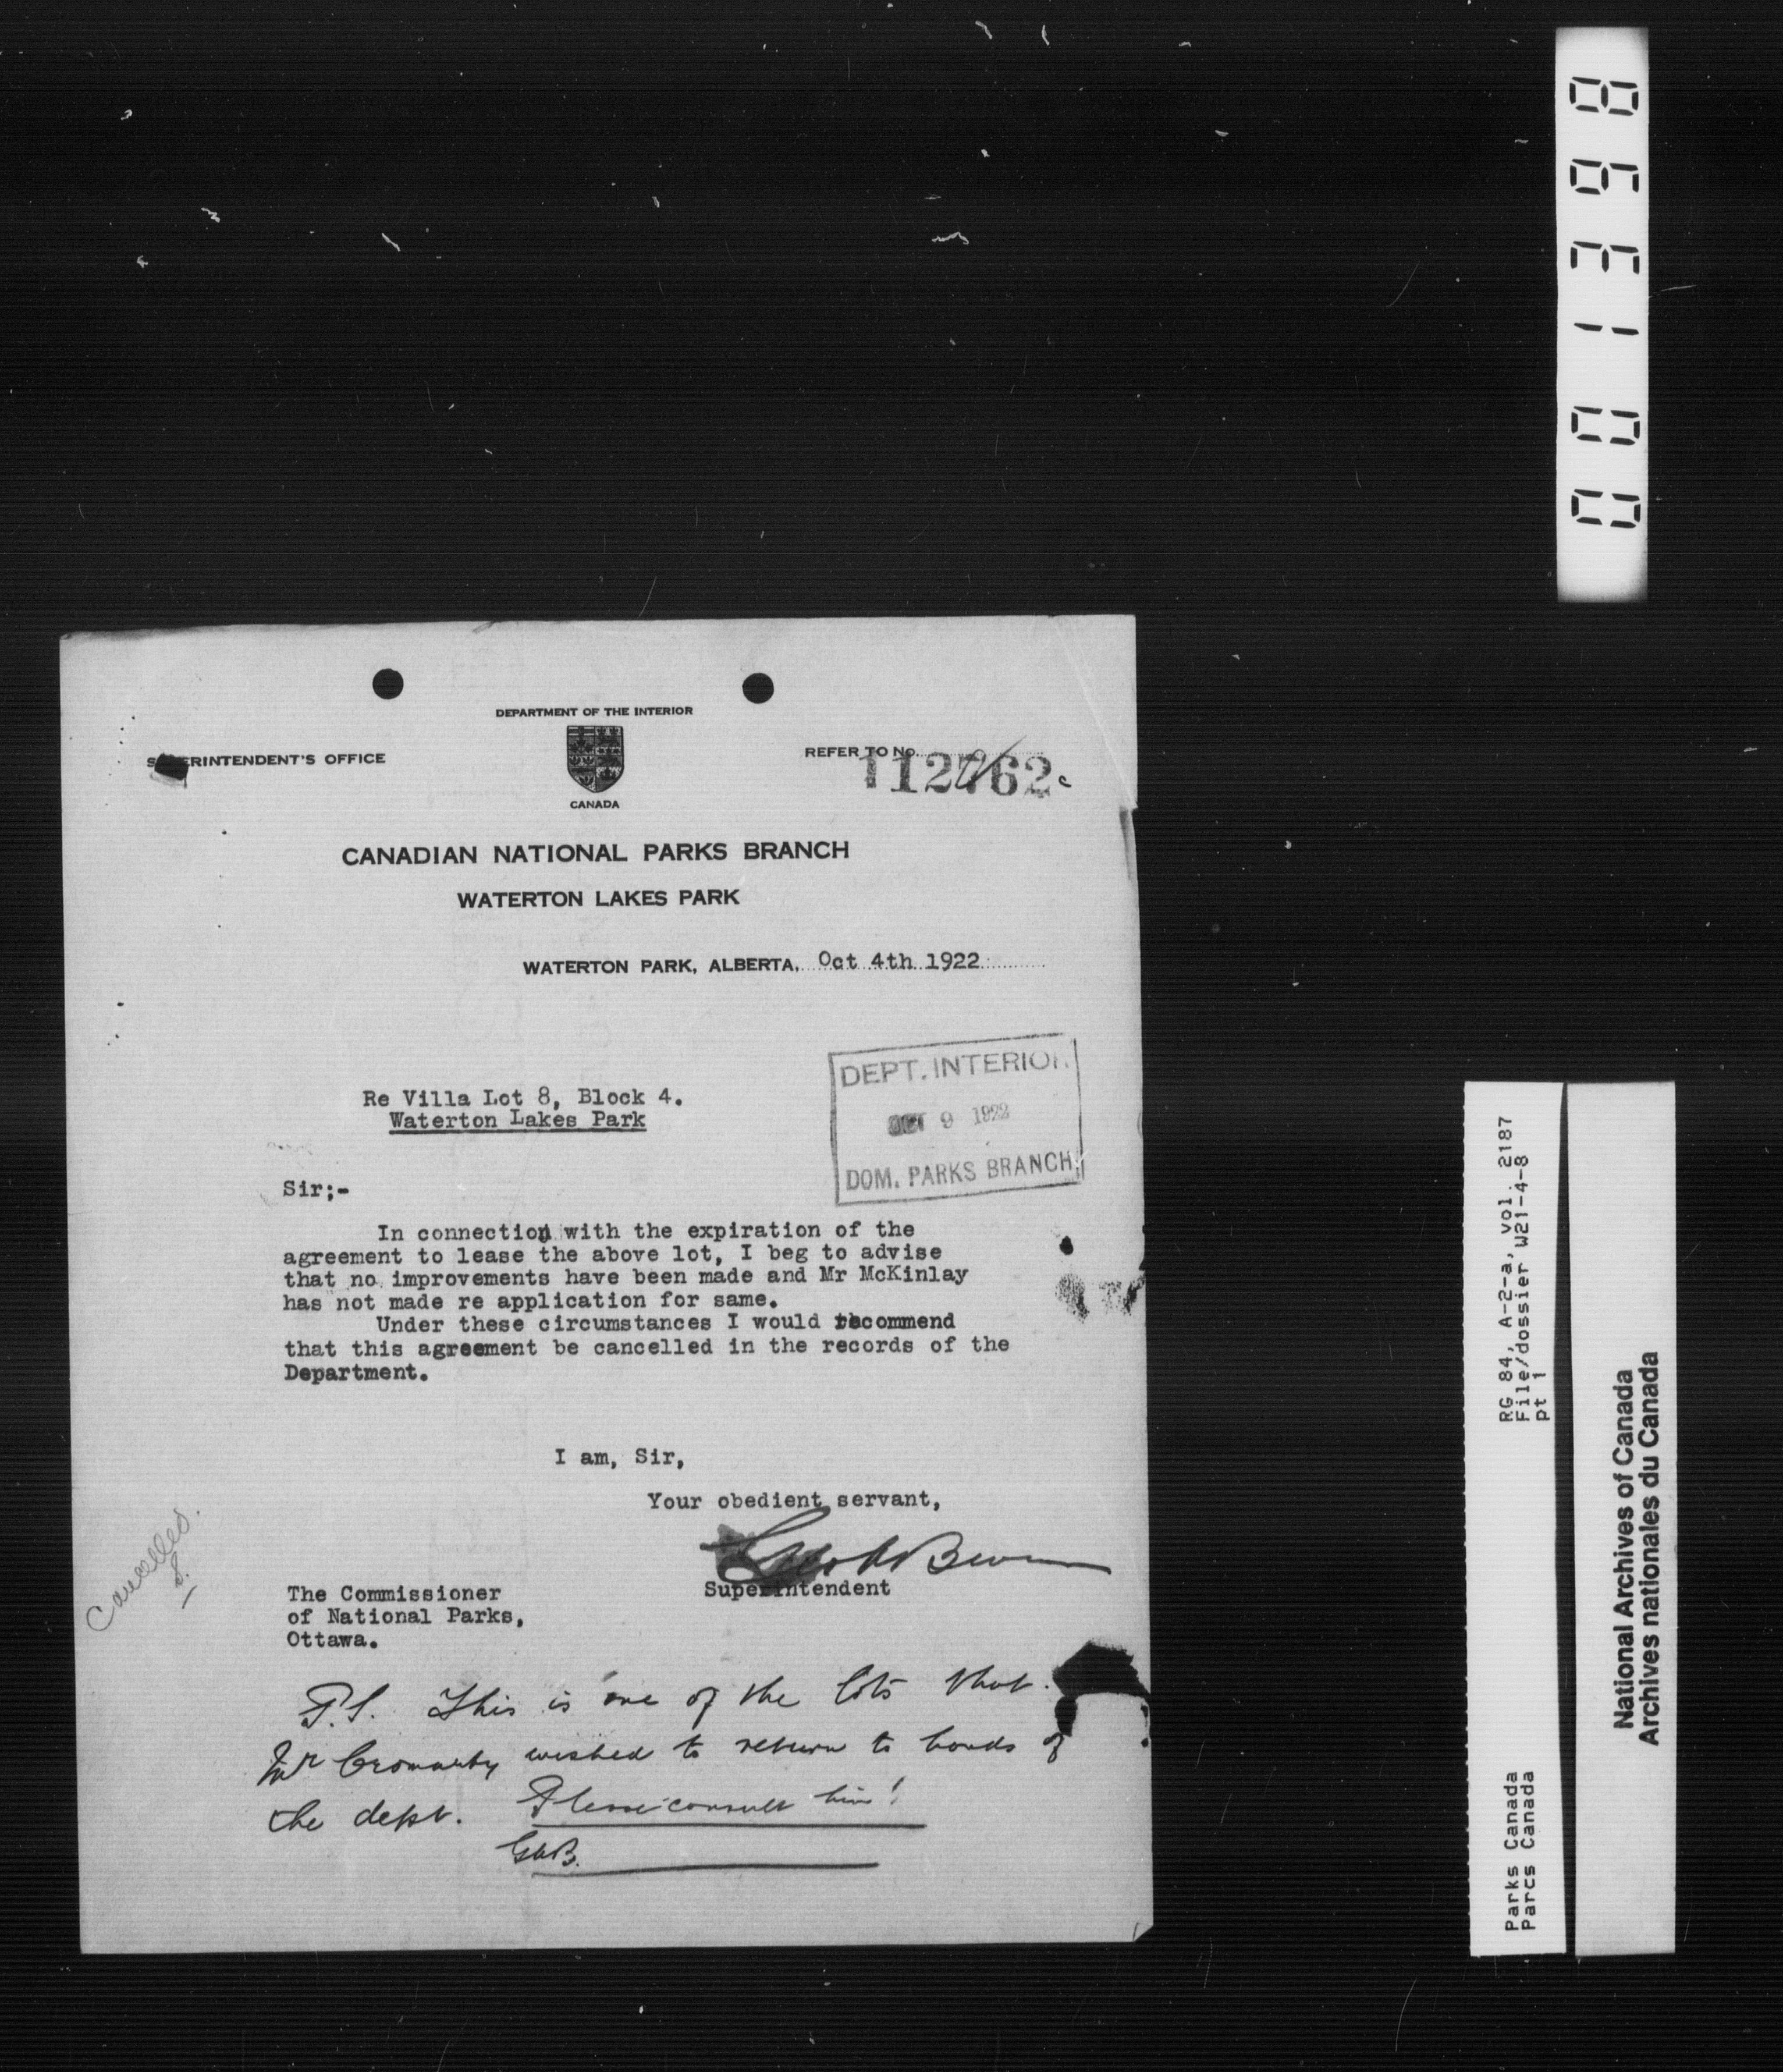 DEPARTMENT OF THE INTERIOR
SUPERINTENDENT'S OFFICE
CANADA
REFER TO No. 112762
CANADIAN NATIONAL PARKS BRANCH
WATERTON LAKES PARK
WATERTON PARK, ALBERTA, Oct 4th 1922
DEPT. INTERIOR
OCT 9 1922
DOM. PARKS BRANCH
Re Villa Lot 8, Block 4.
Waterton Lakes Park
Sir;-
In connection with the expiration of the
agreement to lease the above lot, I beg to advise
that no improvements have been made and Mr McKinlay
has not made re application for same.
Under these circumstances I would recommend
that this agreement be cancelled in the records of the
Department.
I am, Sir,
Your obedient servant,
Superintendent
The Commissioner
of National Parks,
Ottawa.
Cancelled.
P.S. This is one of the lots that
Mr Cromarty wished to return to hands of
the dept. Please consult him!
GAB.
001398
RG 84, A-2-a, vol. 2187
File/dossier W21-4-8
pt 1
Parks Canada
Parcs Canada
National Archives of Canada
Archives nationales du Canada